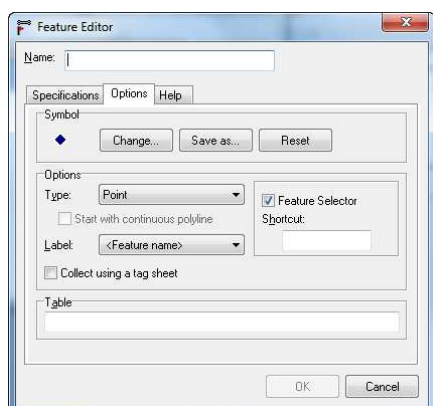 Feature Editor
Name:
Specifications Options Help
Symbol
Change... Save as... Reset
Options
Type: Point
Feature Selector
Start with continuous polyline
Shortcut:
Label: <Feature name>
Collect using a tag sheet
Table
OK Cancel